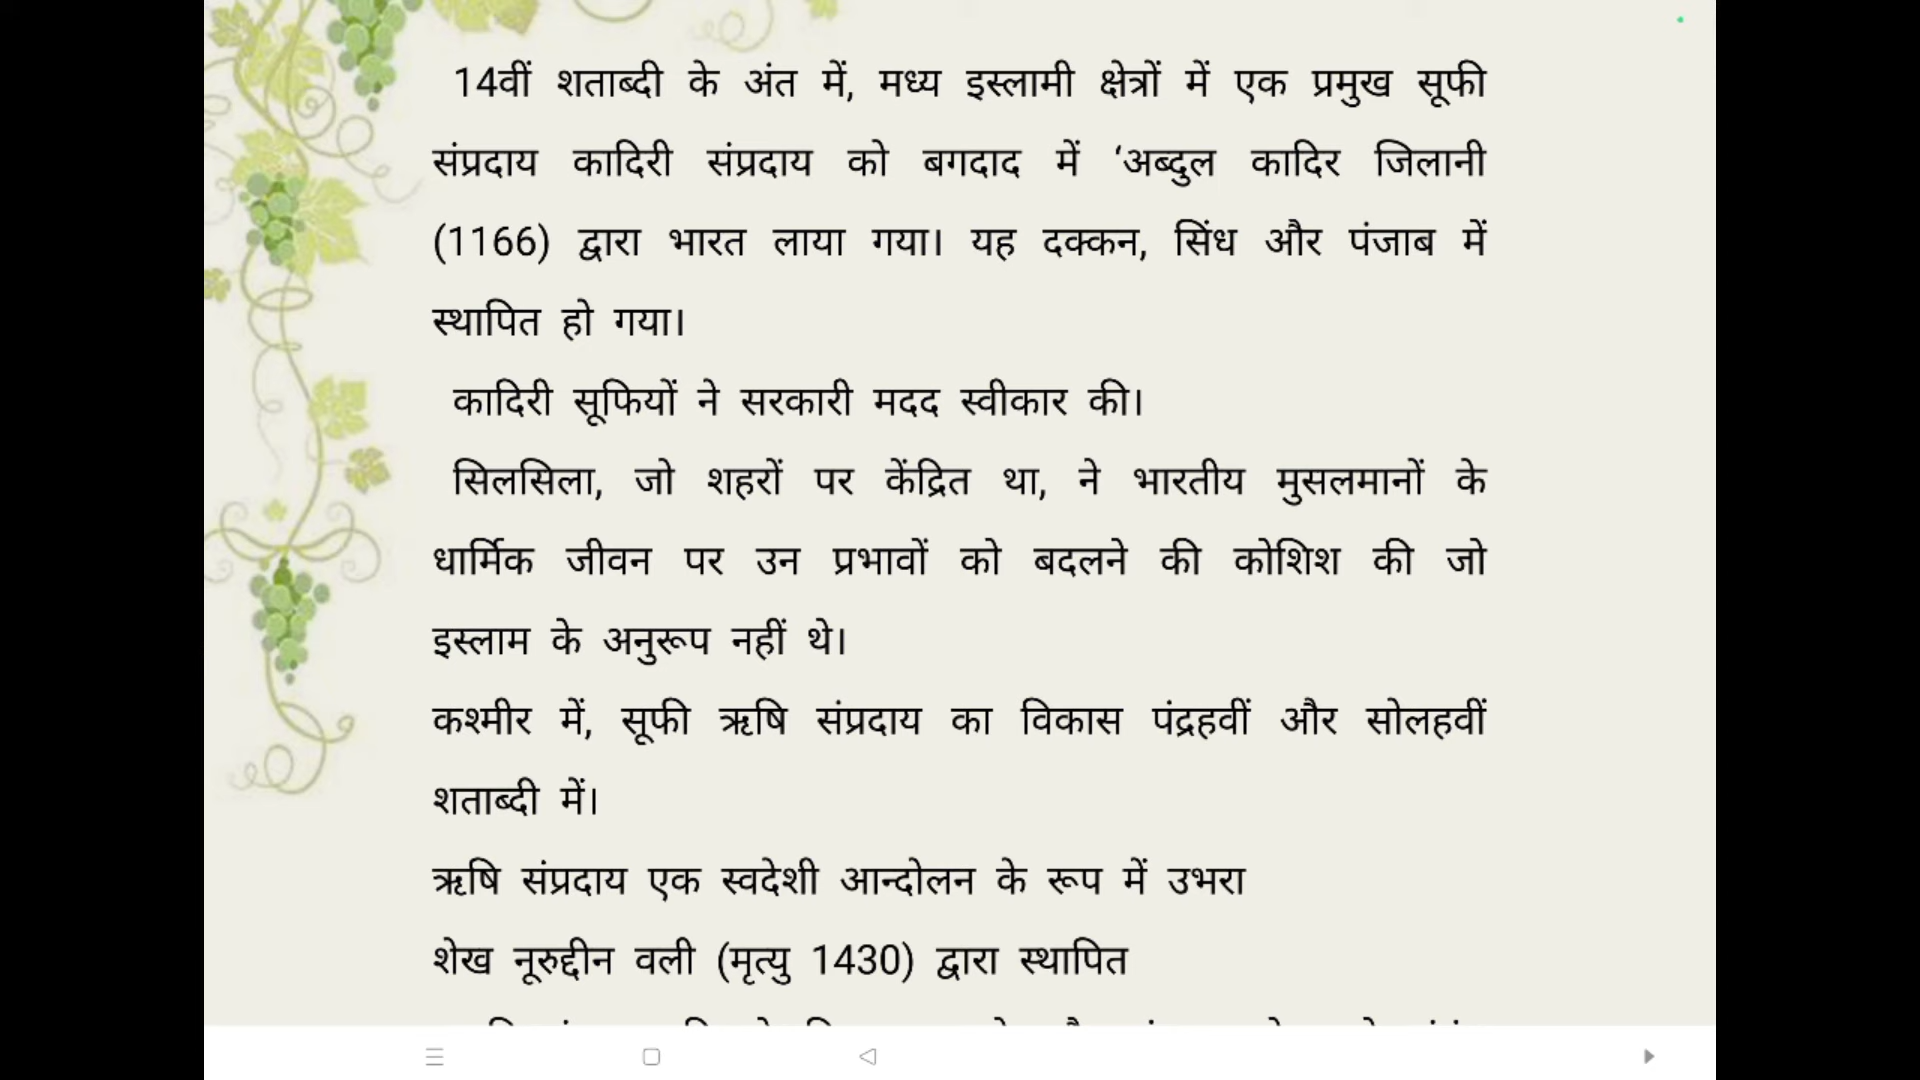 14वीं शताब्दी के अंत में, मध्य इस्लामी क्षेत्रों में एक प्रमुख सूफी
संप्रदाय कादिरी संप्रदाय को बगदाद में ‘अब्दुल कादिर जिलानी
(1166) द्वारा भारत लाया गया। यह दक्कन, सिंध और पंजाब में
स्थापित हो गया।
कादिरी सूफियों ने सरकारी मदद स्वीकार की।
सिलसिला, जो शहरों पर केंद्रित था, ने भारतीय मुसलमानों के
धार्मिक जीवन पर उन प्रभावों को बदलने की कोशिश की जो
इस्लाम के अनुरूप नहीं थे।
कश्मीर में, सूफी ऋषि संप्रदाय का विकास पंद्रहवीं और सोलहवीं
शताब्दी में।
ऋषि संप्रदाय एक स्वदेशी आन्दोलन के रूप में उभरा
शेख नूरुद्दीन वली (मृत्यु 1430) द्वारा स्थापित